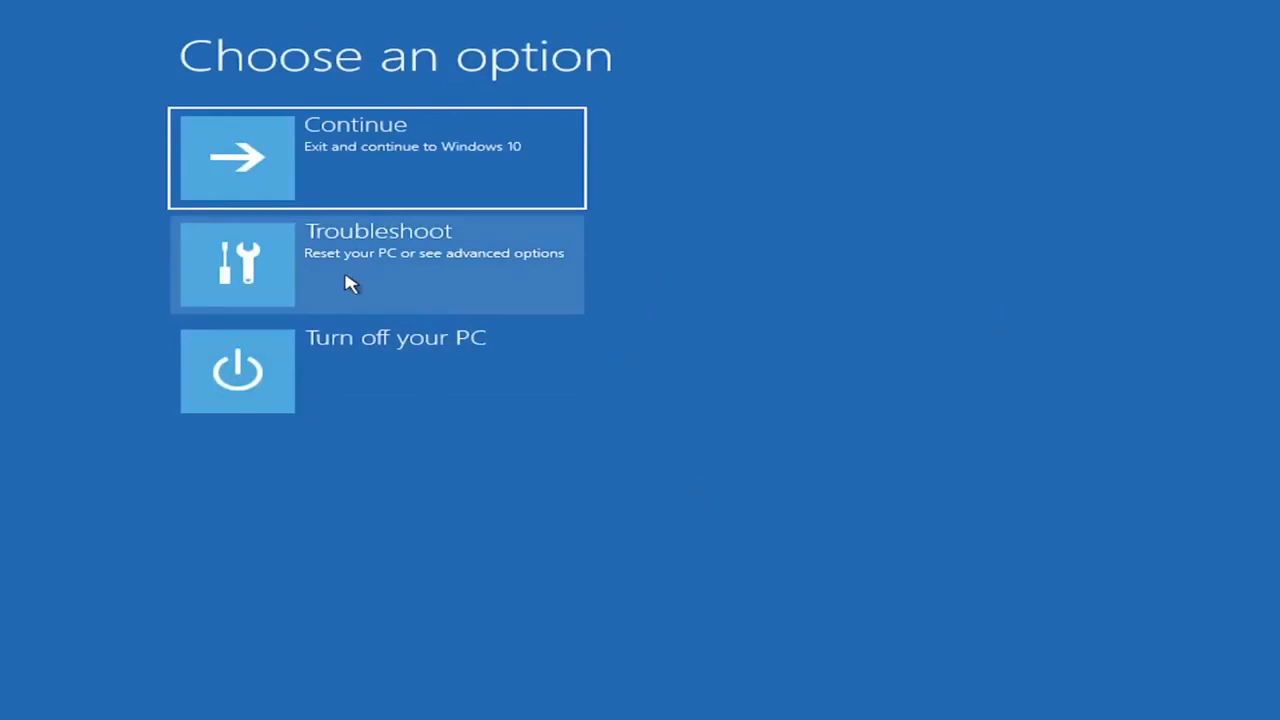 Choose an option
Continue
Exit and continue to Windows 10
Troubleshoot
Reset your PC or see advanced options
Turn off your PC